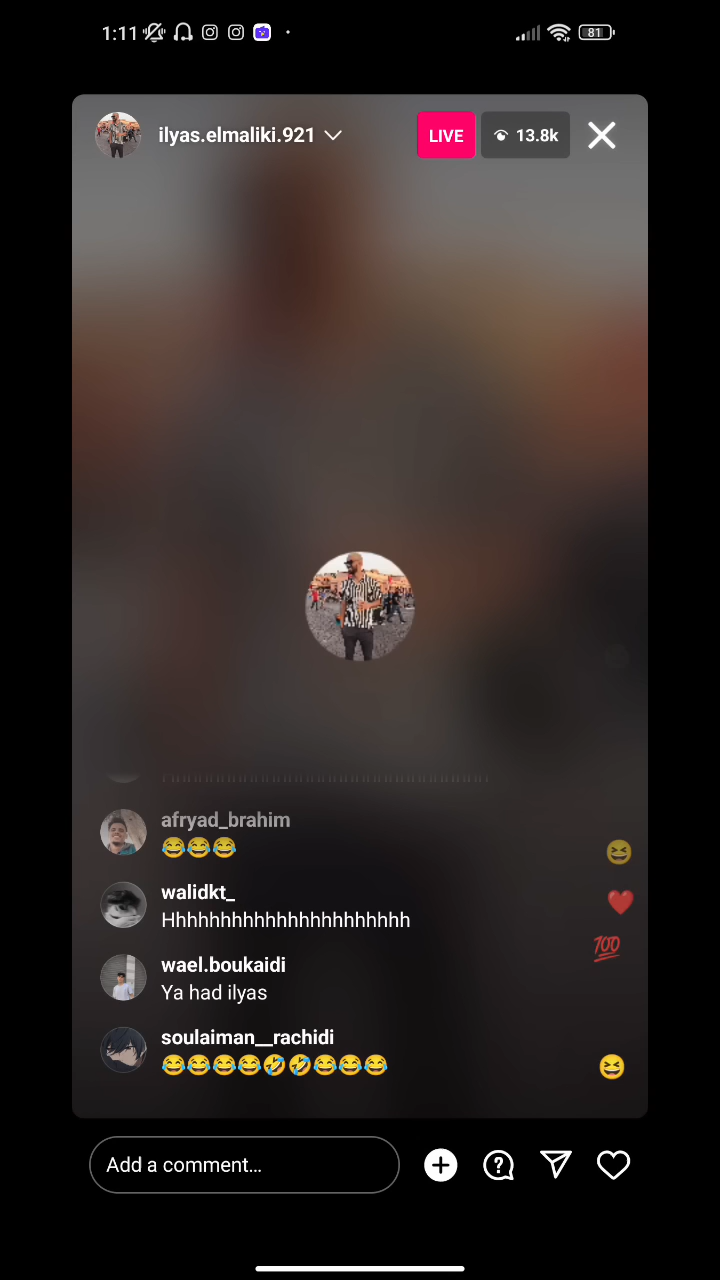 1:11
81
ilyas.elmaliki.921
LIVE
13.8k
afryad_brahim
😂😂😂
walidkt_
Hhhhhhhhhhhhhhhhhhhhhh
wael.boukaidi
Ya had ilyas
💯
soulaiman__rachidi
😂😂😂😂🤣🤣😂😂😂
Add a comment...